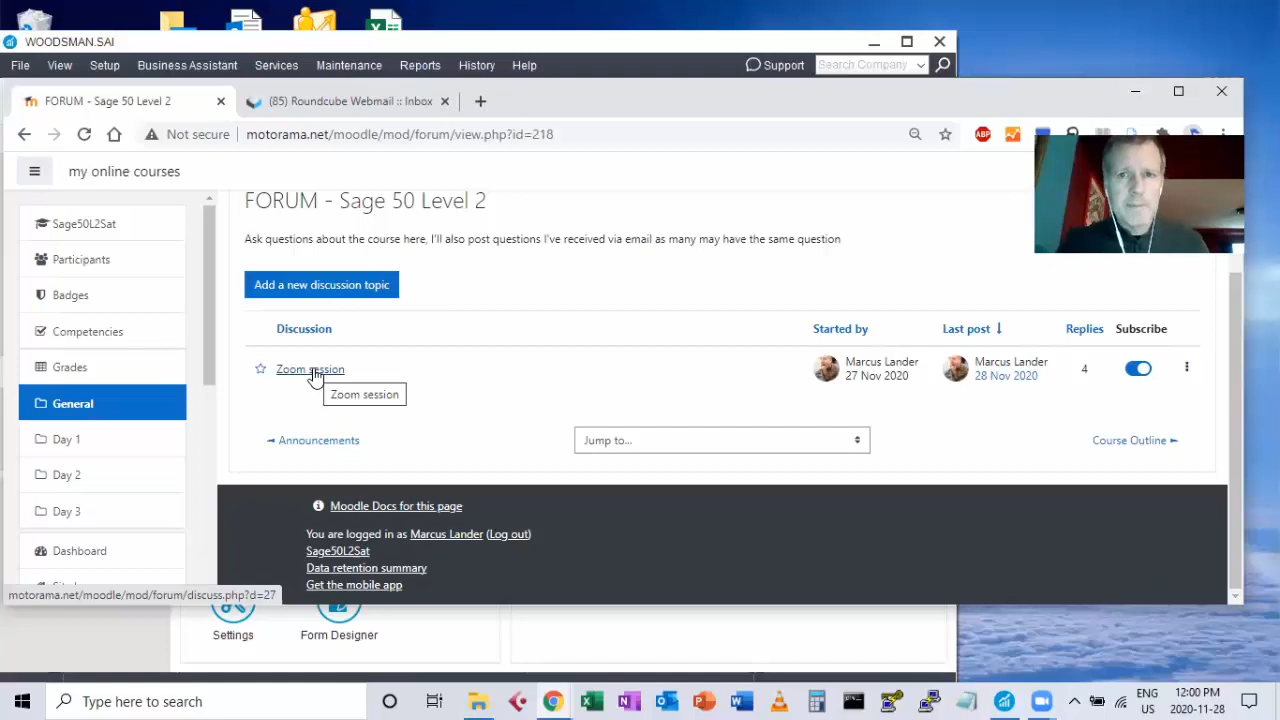 WOODSMAN.SAI
File View Setup Business Assistant Services Maintenance Reports History Help Support Search Company
FORUM - Sage 50 Level 2 (85) Roundcube Webmail :: Inbox
Not secure motorama.net/moodle/mod/forum/view.php?id=218
ABP
my online courses
FORUM - Sage 50 Level 2
Ask questions about the course here, I'll also post questions I've received via email as many may have the same question
Add a new discussion topic
Discussion Started by Last post Replies Subscribe
Zoom session Marcus Lander 27 Nov 2020 Marcus Lander 28 Nov 2020 4
Zoom session
Announcements Jump to... Course Outline
Sage50L2Sat
Participants
Badges
Competencies
Grades
General
Day 1
Day 2
Day 3
Dashboard
Moodle Docs for this page
You are logged in as Marcus Lander (Log out)
Sage50L2Sat
Data retention summary
Get the mobile app
motorama.net/moodle/mod/forum/discuss.php?d=27
Settings Form Designer
Type here to search
ENG
US
12:00 PM
2020-11-28